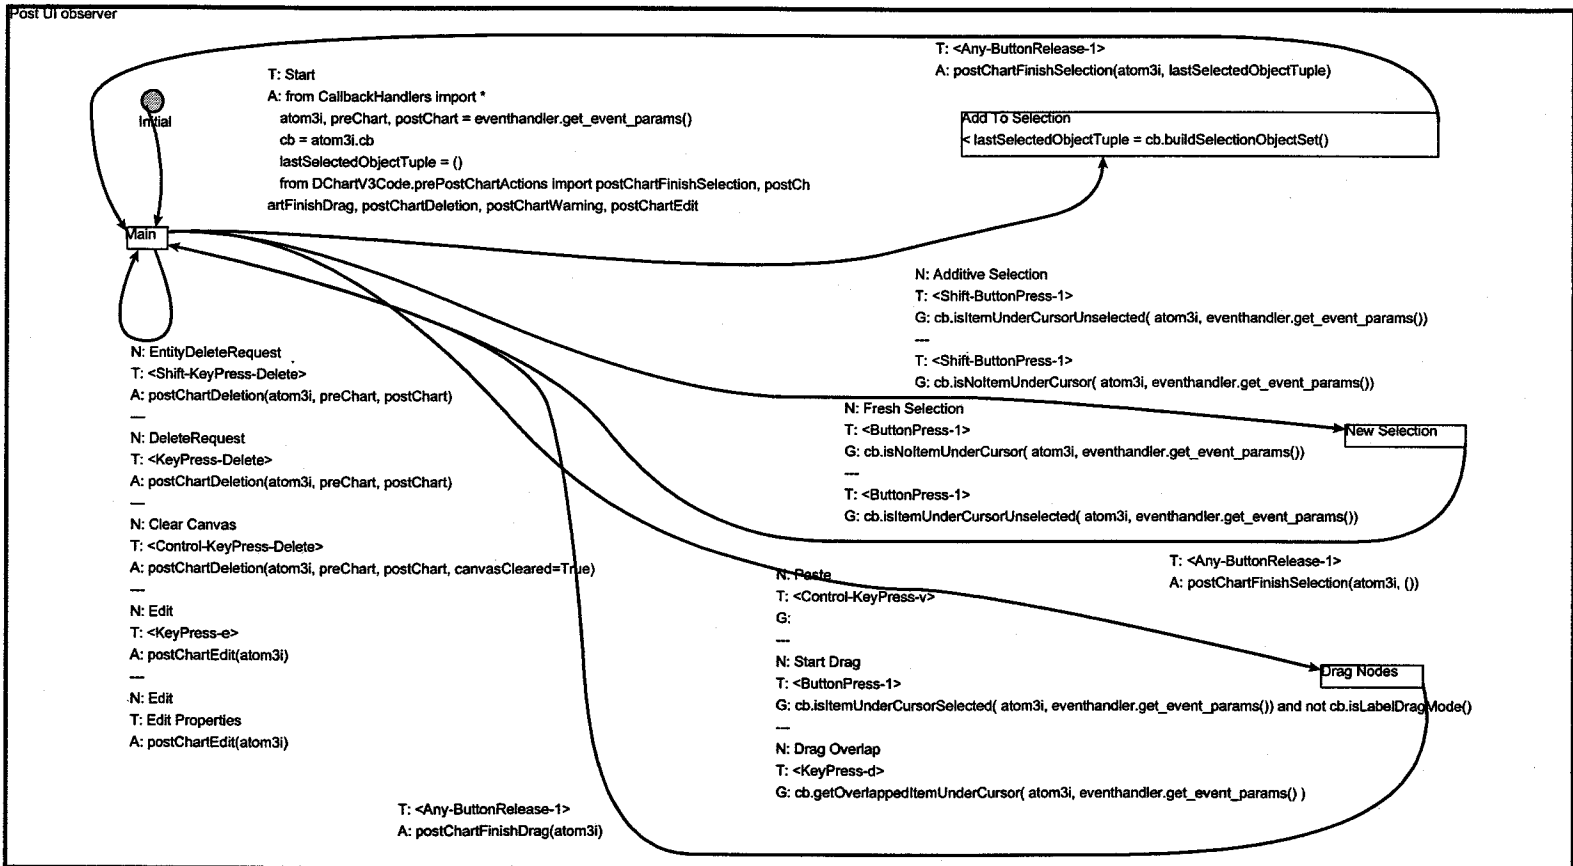 Post UI observer
T: <Any-ButtonRelease-1>
A: postChartFinishSelection(atom3i, lastSelectedObjectTuple)
T: Start
A: from CallbackHandlers import *
atom3i, preChart, postChart = eventhandler.get_event_params()
cb = atom3i.cb
lastSelectedObjectTuple = ()
from DChartV3Code.prePostChartActions import postChartFinishSelection, postCh
artFinishDrag, postChartDeletion, postChartWarning, postChartEdit
Initial
Add To Selection
< lastSelectedObjectTuple = cb.buildSelectionObjectSet()
Main
N: Additive Selection
T: <Shift-ButtonPress-1>
G: cb.isItemUnderCursorUnselected( atom3i, eventhandler.get_event_params())
---
T: <Shift-ButtonPress-1>
G: cb.isNoItemUnderCursor( atom3i, eventhandler.get_event_params())
N: EntityDeleteRequest
T: <Shift-KeyPress-Delete>
A: postChartDeletion(atom3i, preChart, postChart)
---
N: DeleteRequest
T: <KeyPress-Delete>
A: postChartDeletion(atom3i, preChart, postChart)
---
N: Clear Canvas
T: <Control-KeyPress-Delete>
A: postChartDeletion(atom3i, preChart, postChart, canvasCleared=True)
---
N: Edit
T: <KeyPress-e>
A: postChartEdit(atom3i)
---
N: Edit
T: Edit Properties
A: postChartEdit(atom3i)
N: Fresh Selection
T: <ButtonPress-1>
G: cb.isNoItemUnderCursor( atom3i, eventhandler.get_event_params())
---
T: <ButtonPress-1>
G: cb.isItemUnderCursorUnselected( atom3i, eventhandler.get_event_params())
New Selection
T: <Any-ButtonRelease-1>
A: postChartFinishSelection(atom3i, ())
N: Paste
T: <Control-KeyPress-v>
G:
---
N: Start Drag
T: <ButtonPress-1>
G: cb.isItemUnderCursorSelected( atom3i, eventhandler.get_event_params()) and not cb.isLabelDragMode()
---
N: Drag Overlap
T: <KeyPress-d>
G: cb.getOverlappedItemUnderCursor( atom3i, eventhandler.get_event_params() )
Drag Nodes
T: <Any-ButtonRelease-1>
A: postChartFinishDrag(atom3i)